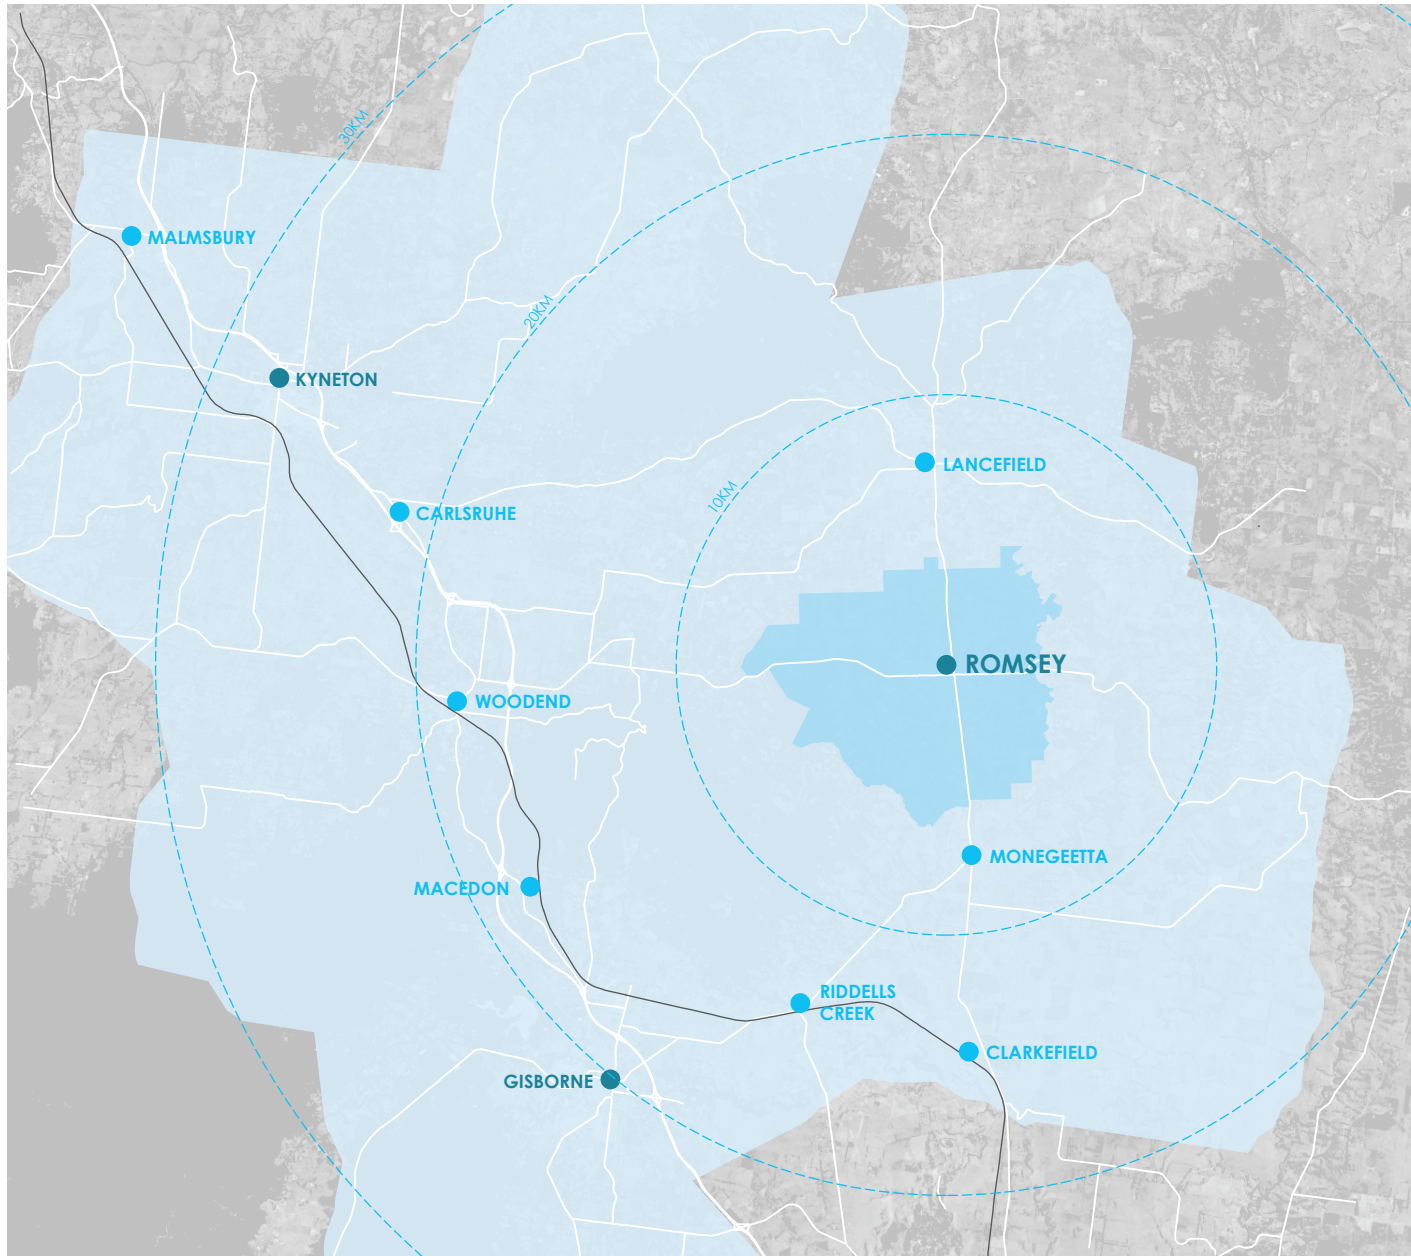 30KM
MALMSBURY
20KM
KYNETON
LANCEFIELD
10KM
CARLSRUHE
ROMSEY
WOODEND
MONEGEETTA
MACEDON
RIDDELLS
CREEK
CLARKEFIELD
GISBORNE